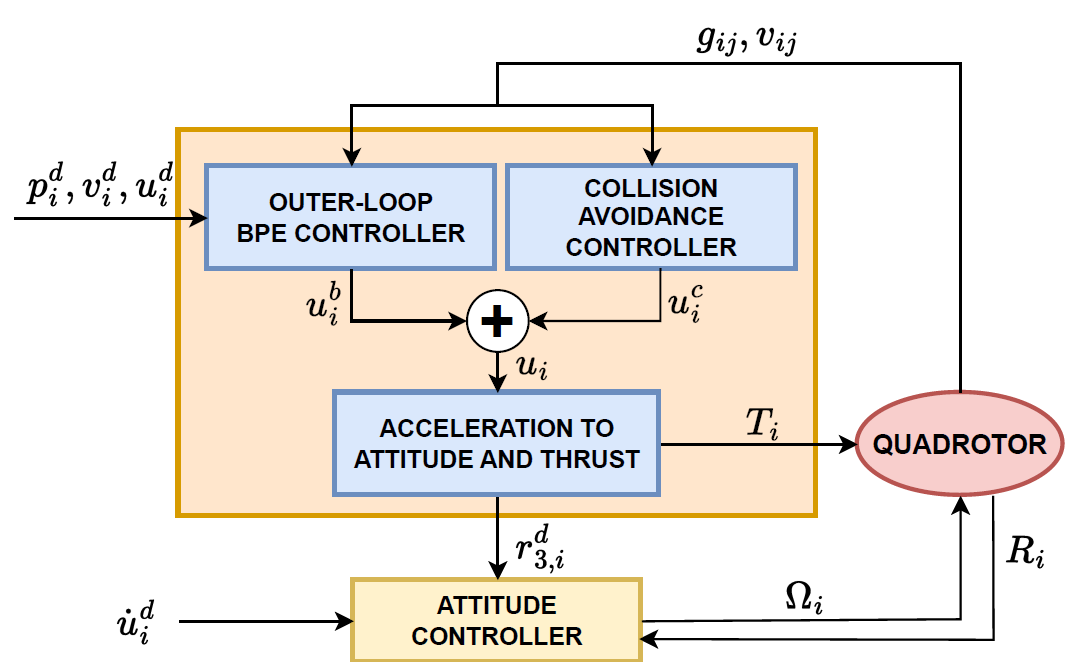 g_{ij}, v_{ij}
p_i^d, v_i^d, u_i^d
OUTER-LOOP
BPE CONTROLLER
COLLISION
AVOIDANCE
CONTROLLER
u_i^b
+
u_i^c
u_i
ACCELERATION TO
ATTITUDE AND THRUST
T_i
QUADROTOR
r_{3,i}^d
R_i
\dot{u}_i^d
ATTITUDE
CONTROLLER
Ω_i